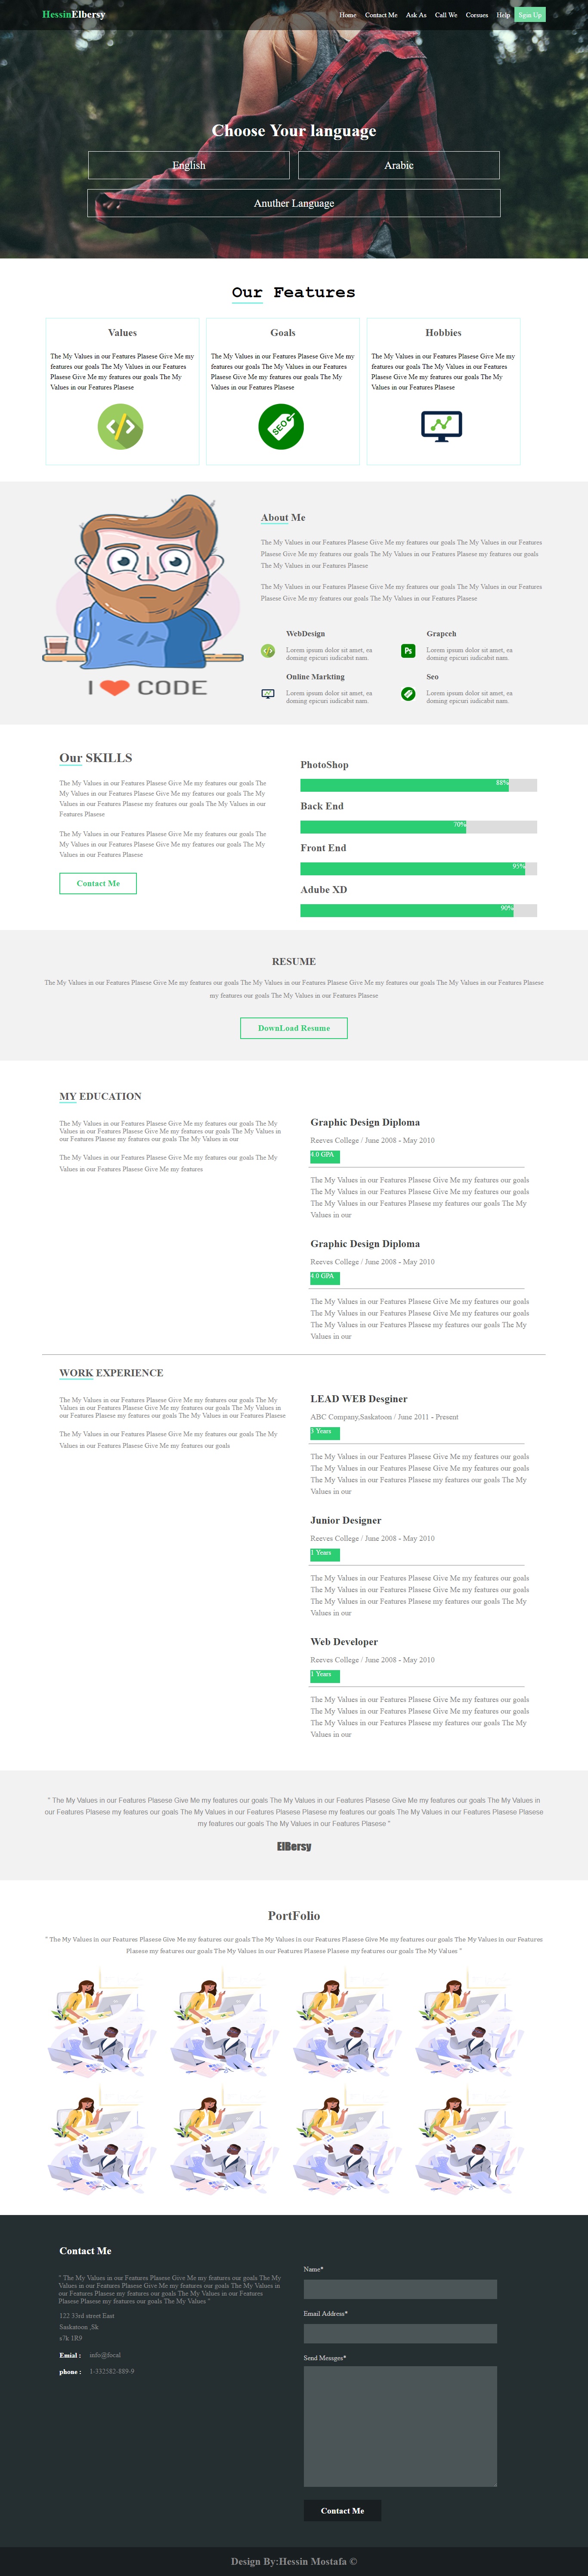 HessinElbersy
Home Contact Me Ask As Call We Corsues Help Sgin Up
Choose Your language
English
Arabic
Anuther Language
Our Features
Values
The My Values in our Features Plasese Give Me my
features our goals The My Values in our Features
Plasese Give Me my features our goals The My
Values in our Features Plasese
Goals
The My Values in our Features Plasese Give Me my
features our goals The My Values in our Features
Plasese Give Me my features our goals The My
Values in our Features Plasese
SEO
Hobbies
The My Values in our Features Plasese Give Me my
features our goals The My Values in our Features
Plasese Give Me my features our goals The My
Values in our Features Plasese
I CODE
About Me
The My Values in our Features Plasese Give Me my features our goals The My Values in our Features
Plasese Give Me my features our goals The My Values in our Features Plasese my features our goals
The My Values in our Features Plasese
The My Values in our Features Plasese Give Me my features our goals The My Values in our Features
Plasese Give Me my features our goals The My Values in our Features Plasese
WebDesign
Lorem ipsum dolor sit amet, ea
doming epicuri iudicabit nam.
Grapceh
Ps
Lorem ipsum dolor sit amet, ea
doming epicuri iudicabit nam.
Online Markting
Lorem ipsum dolor sit amet, ea
doming epicuri iudicabit nam.
Seo
Lorem ipsum dolor sit amet, ea
doming epicuri iudicabit nam.
Our SKILLS
The My Values in our Features Plasese Give Me my features our goals The
My Values in our Features Plasese Give Me my features our goals The My
Values in our Features Plasese my features our goals The My Values in our
Features Plasese
The My Values in our Features Plasese Give Me my features our goals The
My Values in our Features Plasese Give Me my features our goals The My
Values in our Features Plasese
Contact Me
PhotoShop
88%
Back End
70%
Front End
95%
Adube XD
90%
RESUME
The My Values in our Features Plasese Give Me my features our goals The My Values in our Features Plasese Give Me my features our goals The My Values in our Features Plasese
my features our goals The My Values in our Features Plasese
DownLoad Resume
MY EDUCATION
The My Values in our Features Plasese Give Me my features our goals The My
Values in our Features Plasese Give Me my features our goals The My Values in
our Features Plasese my features our goals The My Values in our
The My Values in our Features Plasese Give Me my features our goals The My
Values in our Features Plasese Give Me my features
Graphic Design Diploma
Reeves College / June 2008 - May 2010
4.0 GPA
The My Values in our Features Plasese Give Me my features our goals
The My Values in our Features Plasese Give Me my features our goals
The My Values in our Features Plasese my features our goals The My
Values in our
Graphic Design Diploma
Reeves College / June 2008 - May 2010
4.0 GPA
The My Values in our Features Plasese Give Me my features our goals
The My Values in our Features Plasese Give Me my features our goals
The My Values in our Features Plasese my features our goals The My
Values in our
WORK EXPERIENCE
The My Values in our Features Plasese Give Me my features our goals The My
Values in our Features Plasese Give Me my features our goals The My Values in
our Features Plasese my features our goals The My Values in our Features Plasese
The My Values in our Features Plasese Give Me my features our goals The My
Values in our Features Plasese Give Me my features our goals
LEAD WEB Desginer
ABC Company,Saskatoon / June 2011 - Present
3 Years
The My Values in our Features Plasese Give Me my features our goals
The My Values in our Features Plasese Give Me my features our goals
The My Values in our Features Plasese my features our goals The My
Values in our
Junior Designer
Reeves College / June 2008 - May 2010
1 Years
The My Values in our Features Plasese Give Me my features our goals
The My Values in our Features Plasese Give Me my features our goals
The My Values in our Features Plasese my features our goals The My
Values in our
Web Developer
Reeves College / June 2008 - May 2010
1 Years
The My Values in our Features Plasese Give Me my features our goals
The My Values in our Features Plasese Give Me my features our goals
The My Values in our Features Plasese my features our goals The My
Values in our
" The My Values in our Features Plasese Give Me my features our goals The My Values in our Features Plasese Give Me my features our goals The My Values in
our Features Plasese my features our goals The My Values in our Features Plasese Plasese my features our goals The My Values in our Features Plasese Plasese
my features our goals The My Values in our Features Plasese "
ElBersy
PortFolio
" The My Values in our Features Plasese Give Me my features our goals The My Values in our Features Plasese Give Me my features our goals The My Values in our Features
Plasese my features our goals The My Values in our Features Plasese Plasese my features our goals The My Values "
Contact Me
" The My Values in our Features Plasese Give Me my features our goals The My
Values in our Features Plasese Give Me my features our goals The My Values in
our Features Plasese my features our goals The My Values in our Features
Plasese Plasese my features our goals The My Values "
122 33rd street East
Saskatoon ,Sk
s7k 1R9
Emial : info@focal
phone : 1-332582-889-9
Name*
Email Address*
Send Messges*
Contact Me
Design By:Hessin Mostafa ©